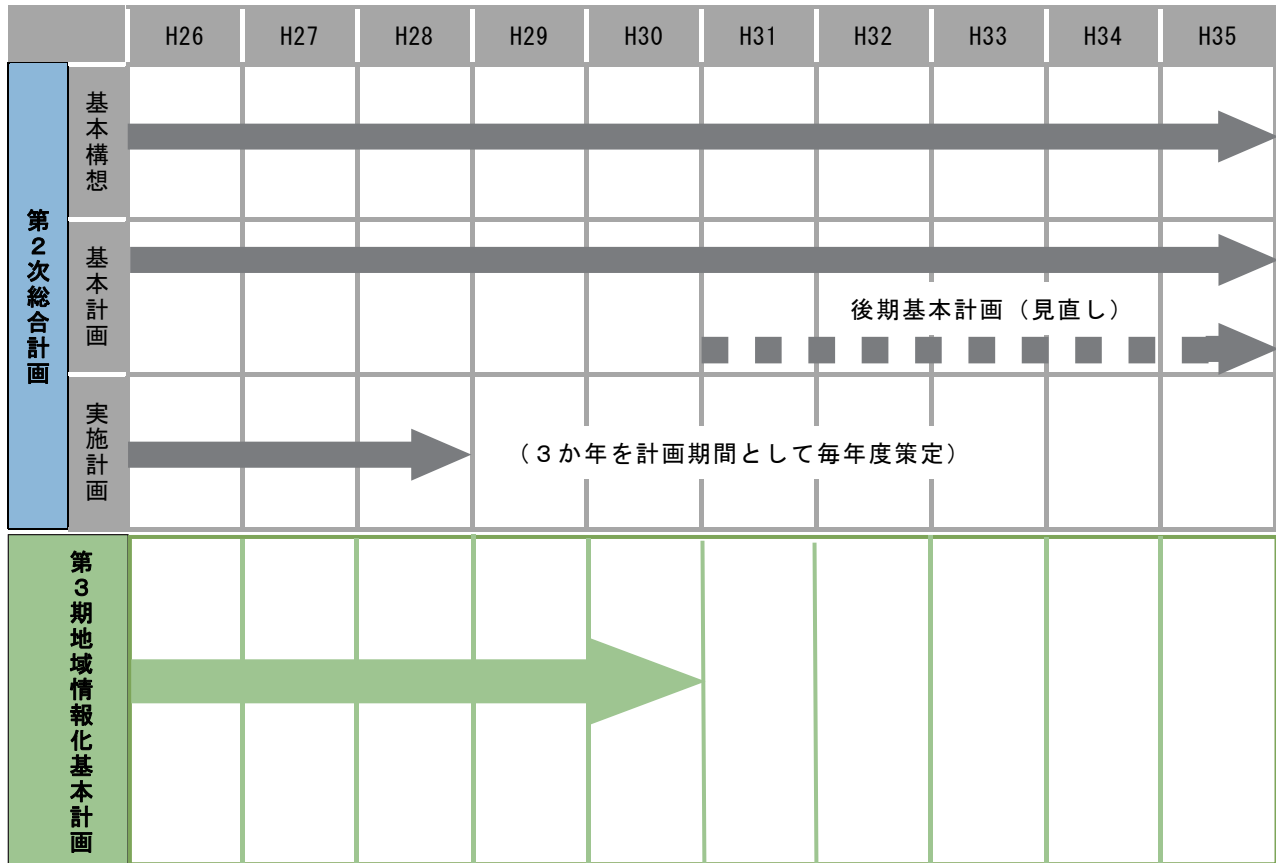 H26 H27 H28 H29 H30 H31 H32 H33 H34 H35
第２次総合計画
基本構想
基本計画
後期基本計画（見直し）
実施計画
（３か年を計画期間として毎年度策定）
第３期地域情報化基本計画